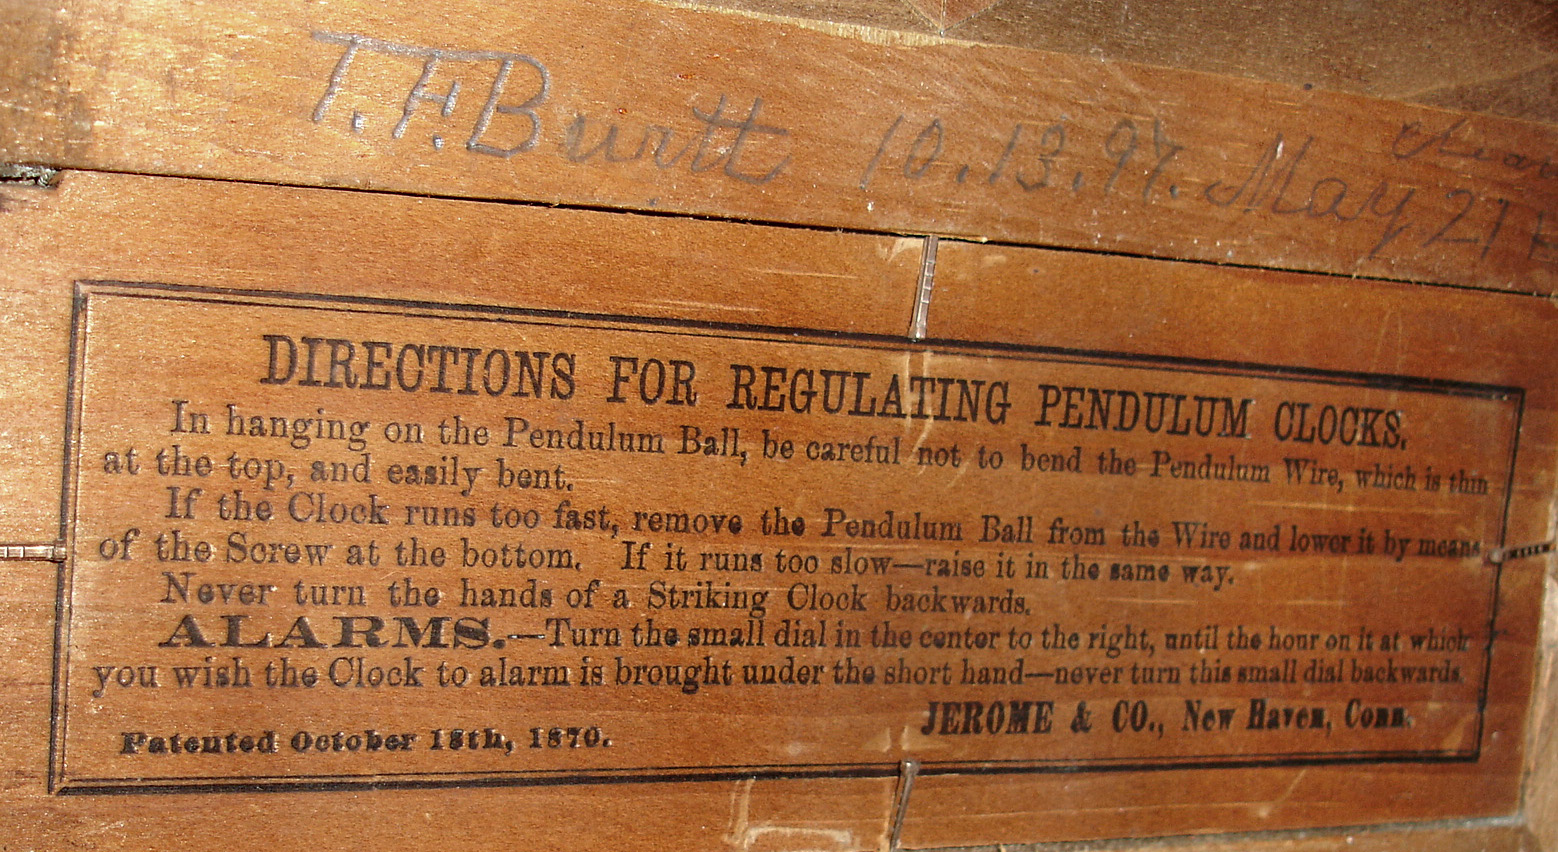 T. F. Burtt 10.13.97. May 27
DIRECTIONS FOR REGULATING PENDULUM CLOCKS.
In hanging on the Pendulum Ball, be careful not to bend the Pendulum Wire, which is thin
at the top, and easily bent.
If the Clock runs too fast, remove the Pendulum Ball from the Wire and lower it by means
of the Screw at the bottom. If it runs too slow—raise it in the same way.
Never turn the hands of a Striking Clock backwards.
ALARMS.—Turn the small dial in the center to the right, until the hour on it at which
you wish the Clock to alarm is brought under the short hand—never turn this small dial backwards.
JEROME & CO., New Haven, Conn.
Patented October 18th, 1870.